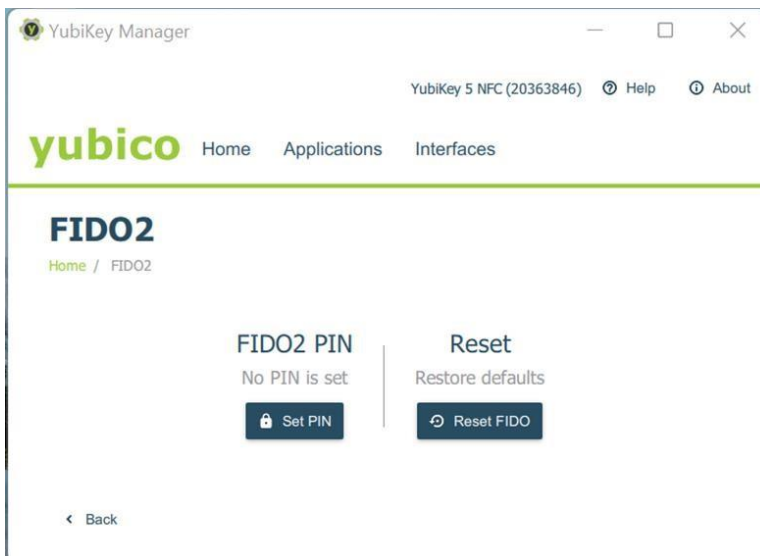 YubiKey Manager
YubiKey 5 NFC (20363846) Help About
yubico Home Applications Interfaces
FIDO2
Home / FIDO2
FIDO2 PIN
No PIN is set
Set PIN
Reset
Restore defaults
Reset FIDO
Back